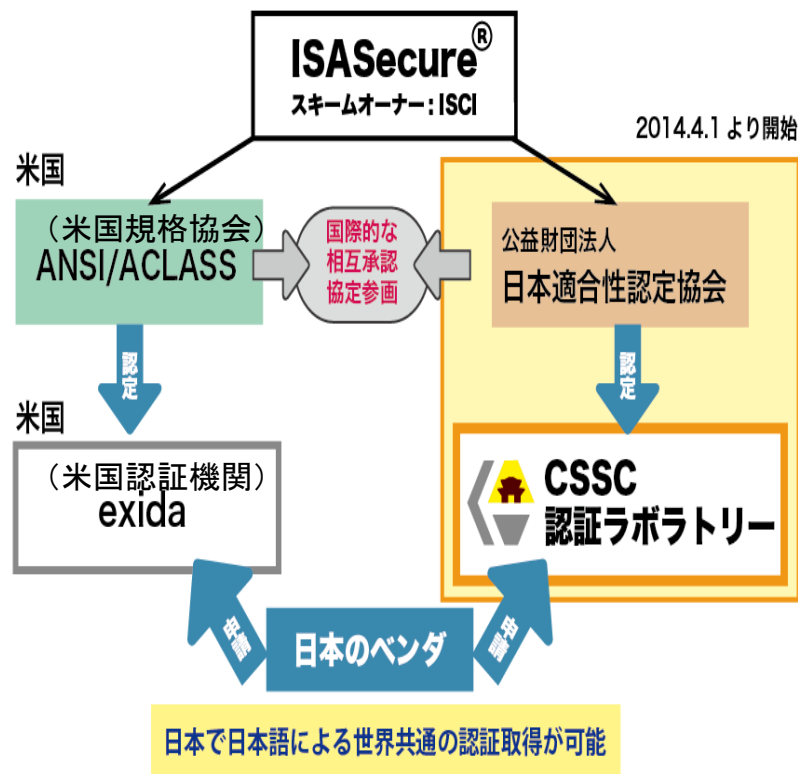 ISASecure®
スキームオーナー：ISCI
2014.4.1 より開始
米国
（米国規格協会）
ANSI/ACLASS
国際的な
相互承認
協定参画
公益財団法人
日本適合性認定協会
認定
認定
米国
（米国認証機関）
exida
CSSC
認証ラボラトリー
申請
日本のベンダ
申請
日本で日本語による世界共通の認証取得が可能